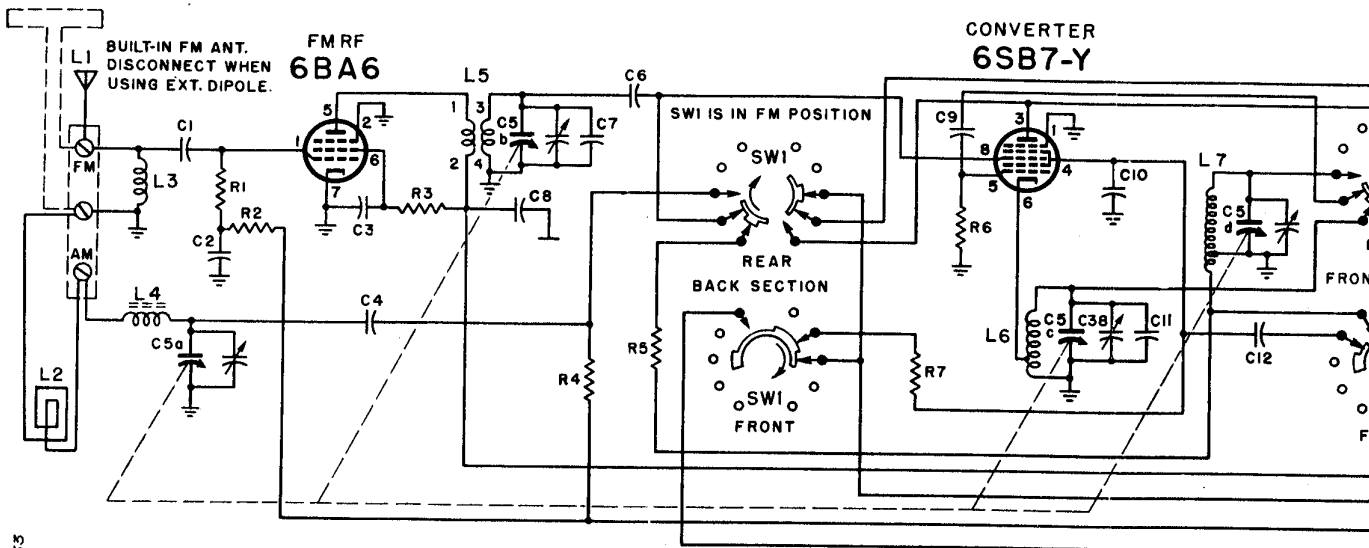 L1
BUILT-IN FM ANT.
DISCONNECT WHEN
USING EXT. DIPOLE.
FM RF
6BA6
CONVERTER
6SB7-Y
L5
C6
C1
5
2
1
6
7
1
3
2
4
C5
b
C7
SW1 IS IN FM POSITION
C9
3
1
8
5
4
6
C10
L7
C5
d
FM
L3
R1
R2
C2
C3
R3
C8
SW1
REAR
R6
BACK SECTION
FRON
AM
L4
C5a
C4
R4
R5
R7
L6
C5
c
C38
C11
C12
L2
SW1
FRONT
F